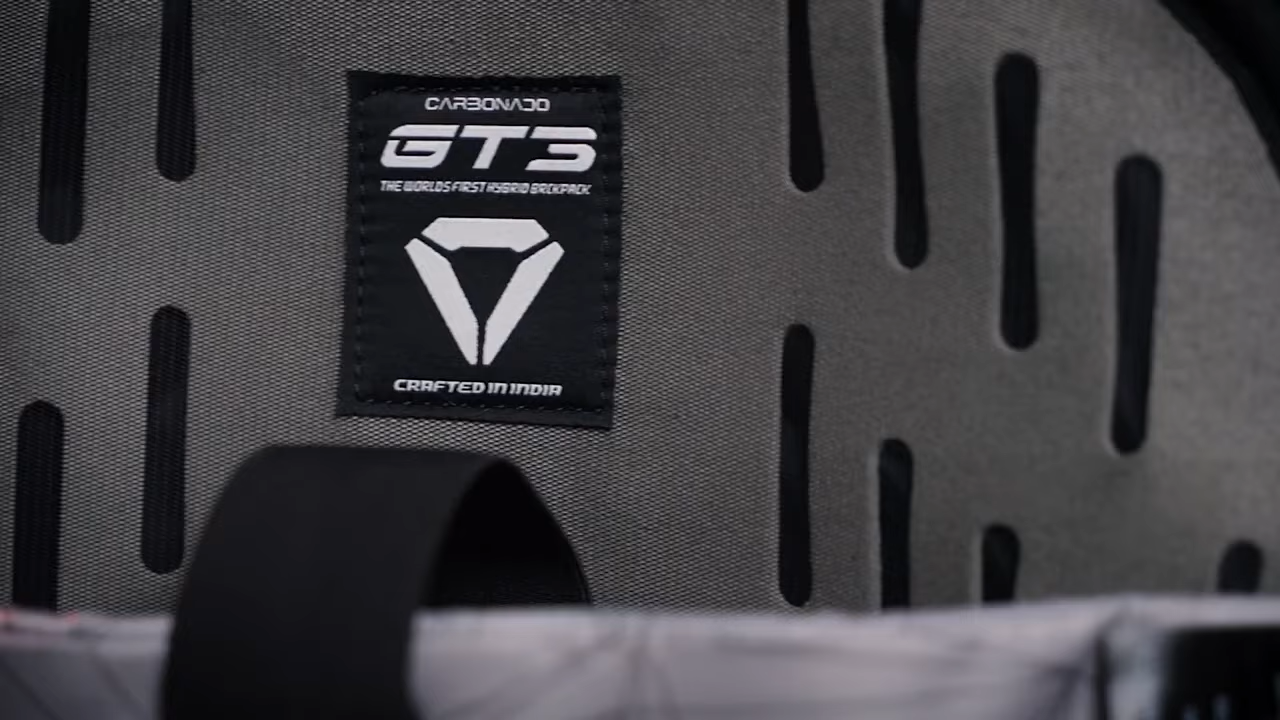 CARBONADO
GT3
THE WORLDS FIRST HYBRID BACKPACK
CRAFTED IN INDIA